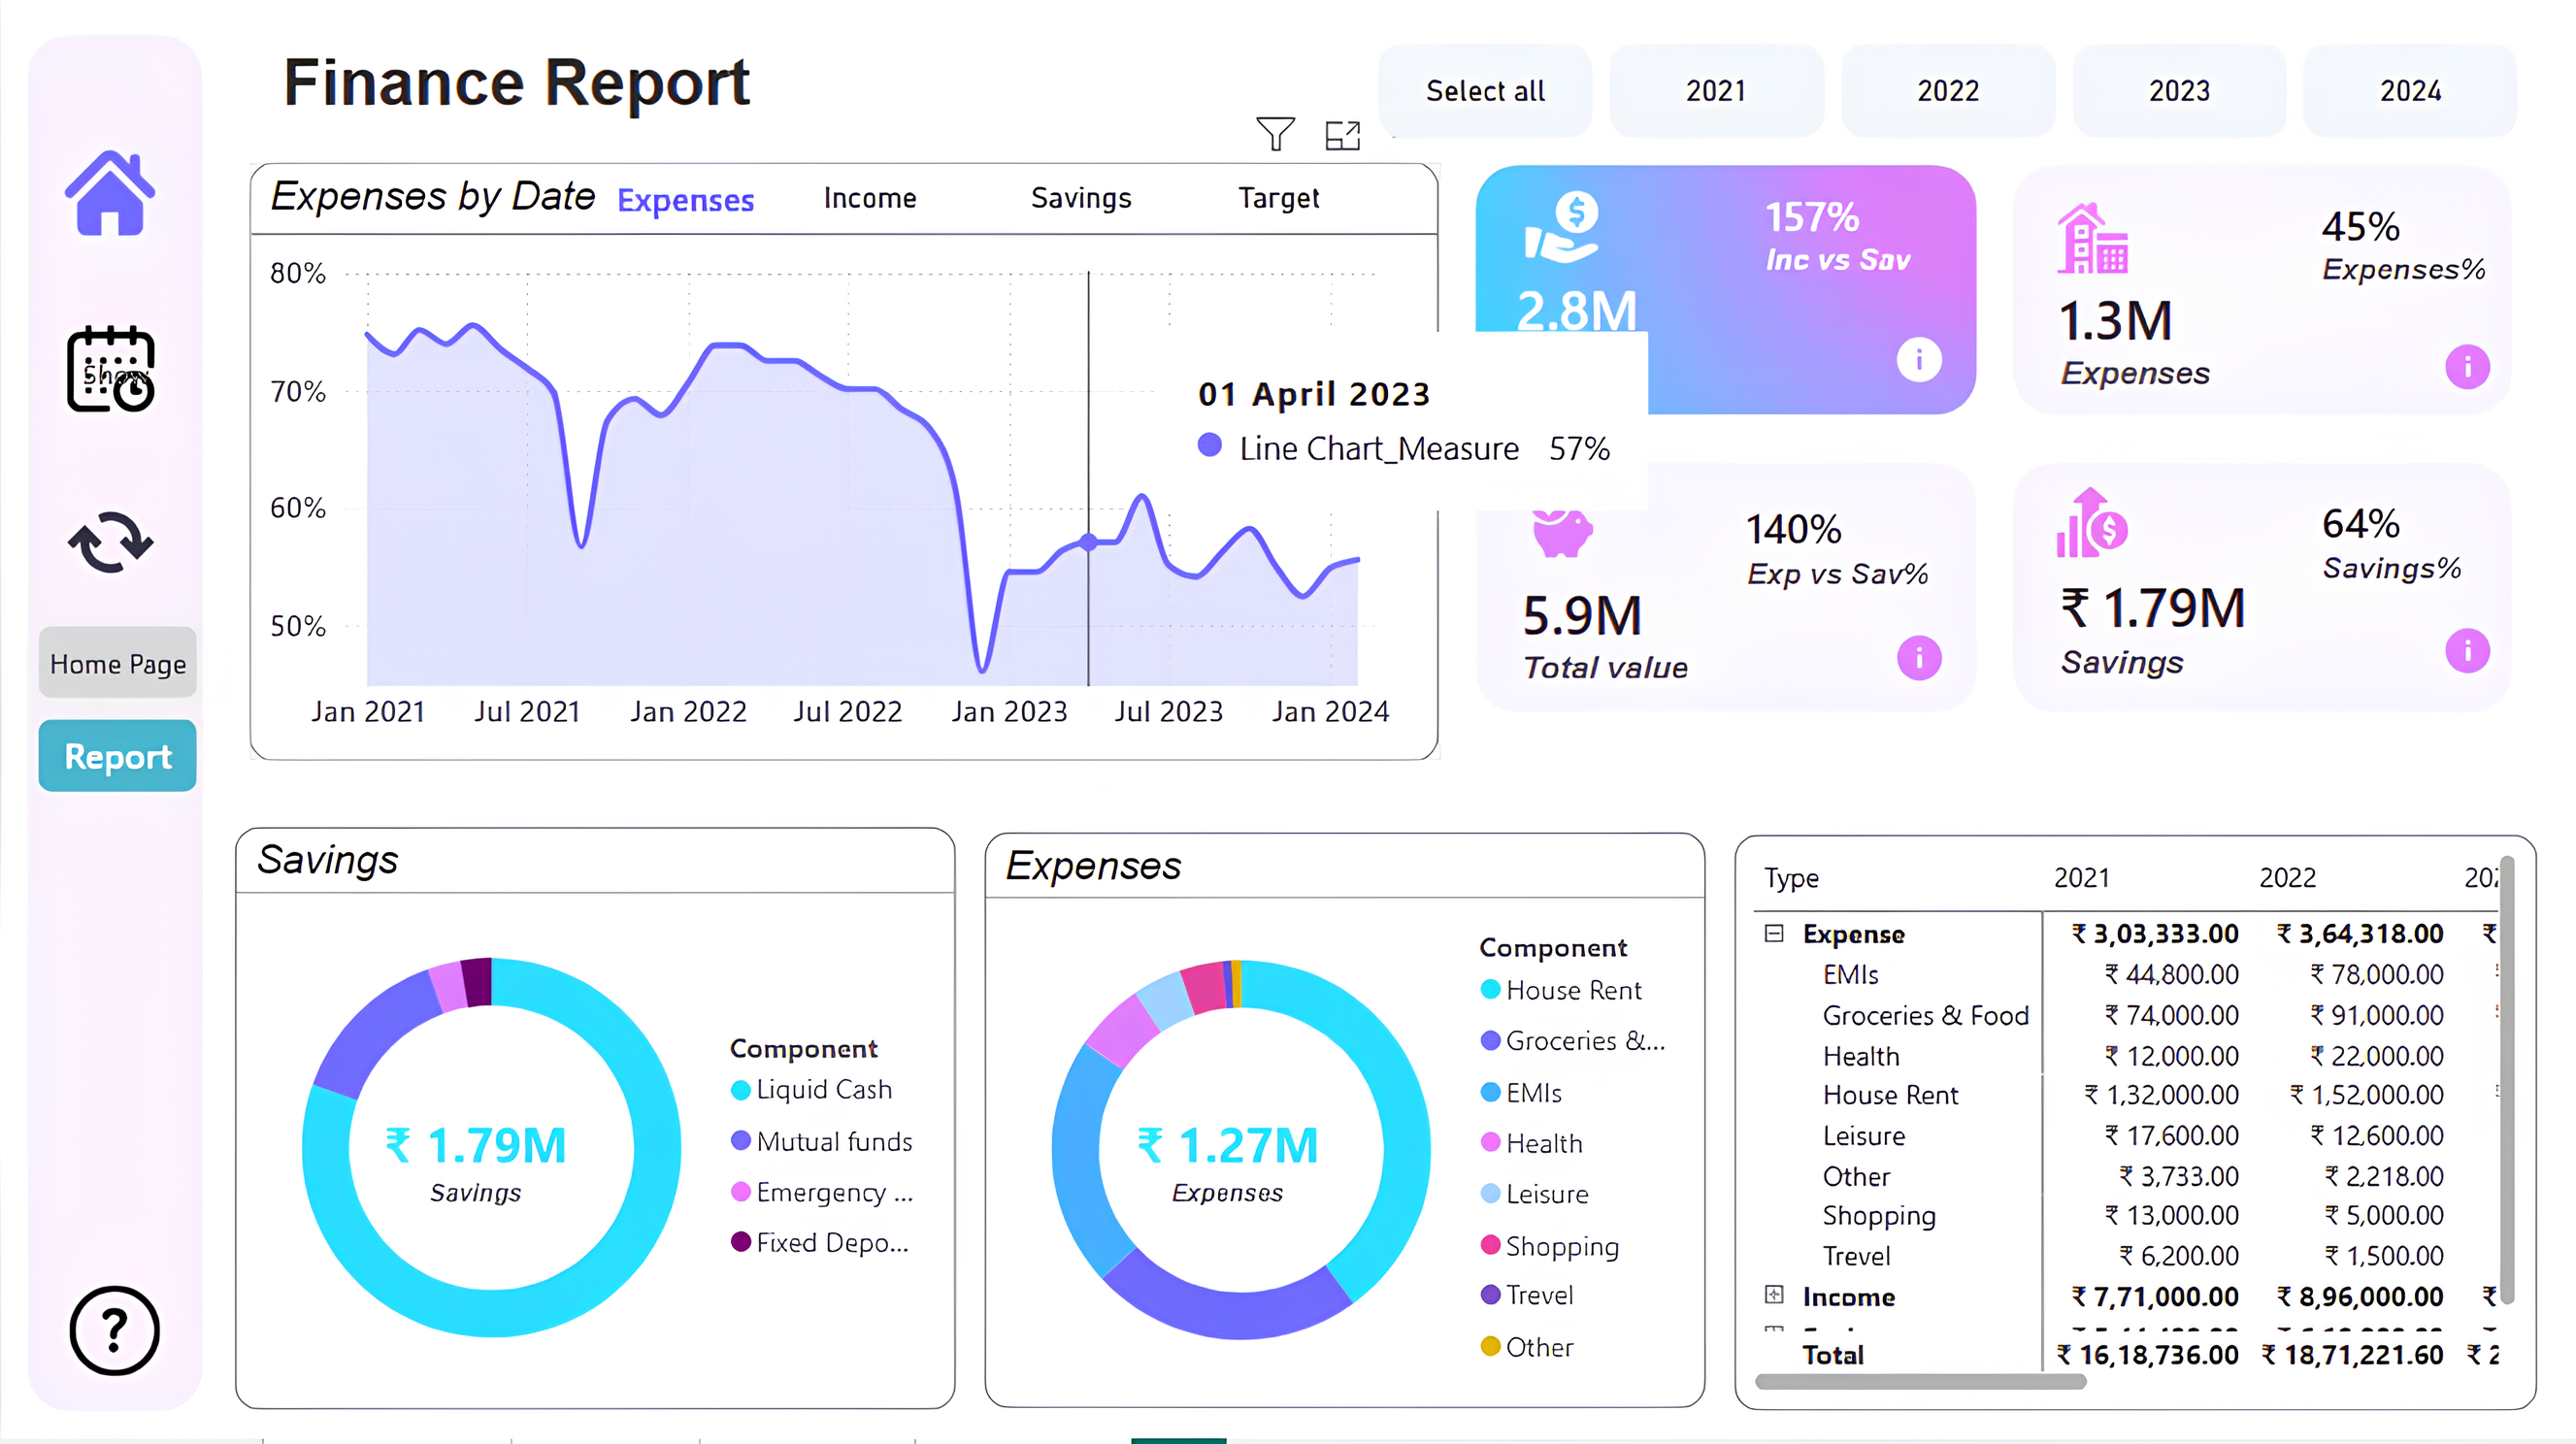 Finance Report
Select all 2021 2022 2023 2024
Expenses by Date Expenses Income Savings Target
80%
70%
60%
50%
Jan 2021 Jul 2021 Jan 2022 Jul 2022 Jan 2023 Jul 2023 Jan 2024
01 April 2023
Line Chart_Measure 57%
157%
Inc vs Sav
2.8M
45%
Expenses%
1.3M
Expenses
140%
Exp vs Sav%
5.9M
Total value
64%
Savings%
₹ 1.79M
Savings
Show
Home Page
Report
?
Savings
₹ 1.79M
Savings
Component
Liquid Cash
Mutual funds
Emergency ...
Fixed Depo...
Expenses
₹ 1.27M
Expenses
Component
House Rent
Groceries &...
EMIs
Health
Leisure
Shopping
Trevel
Other
Type 2021 2022
Expense ₹ 3,03,333.00 ₹ 3,64,318.00 ₹
EMIs ₹ 44,800.00 ₹ 78,000.00
Groceries & Food ₹ 74,000.00 ₹ 91,000.00
Health ₹ 12,000.00 ₹ 22,000.00
House Rent ₹ 1,32,000.00 ₹ 1,52,000.00
Leisure ₹ 17,600.00 ₹ 12,600.00
Other ₹ 3,733.00 ₹ 2,218.00
Shopping ₹ 13,000.00 ₹ 5,000.00
Trevel ₹ 6,200.00 ₹ 1,500.00
Income ₹ 7,71,000.00 ₹ 8,96,000.00 ₹
Total ₹ 16,18,736.00 ₹ 18,71,221.60 ₹ 2